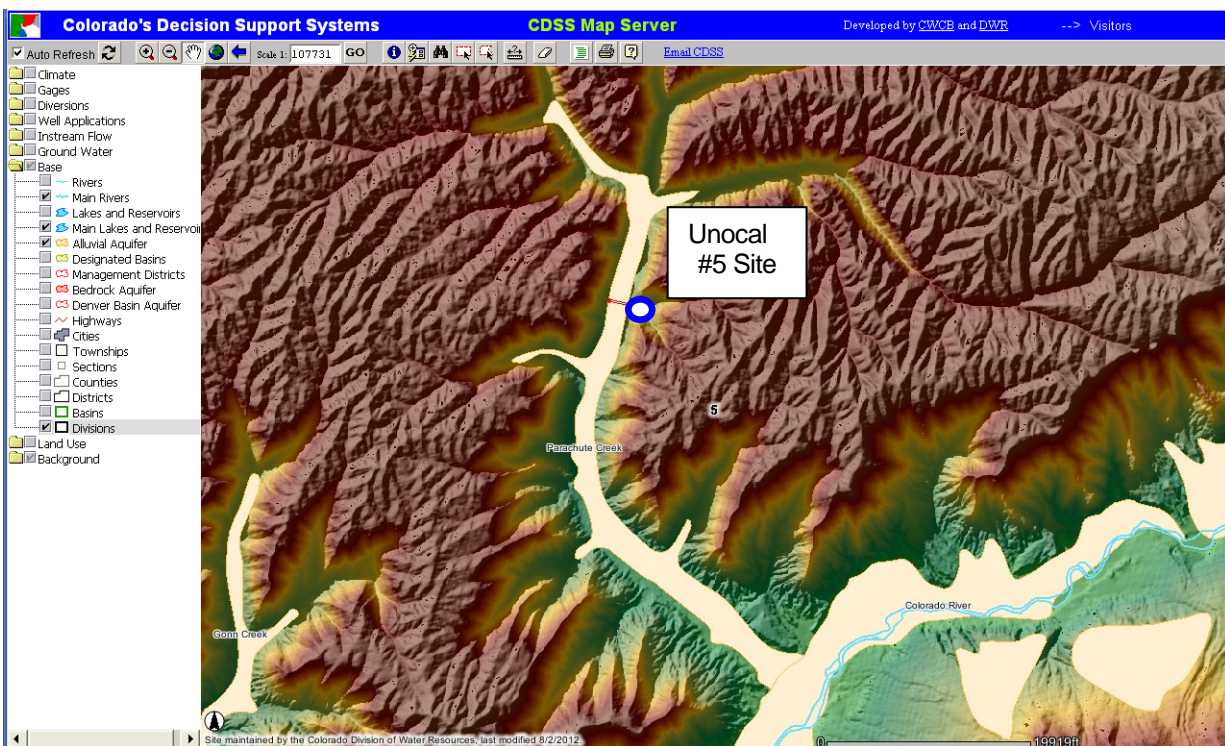 Colorado's Decision Support Systems
CDSS Map Server
Developed by CWCB and DWR
--> Visitors
Auto Refresh
Scale 1: 107731 GO
Email CDSS
Climate
Gages
Diversions
Well Applications
Instream Flow
Ground Water
Base
Rivers
Main Rivers
Lakes and Reservoirs
Main Lakes and Reservoi
Alluvial Aquifer
Designated Basins
Management Districts
Bedrock Aquifer
Denver Basin Aquifer
Highways
Cities
Townships
Sections
Counties
Districts
Basins
Divisions
Land Use
Background
Unocal
#5 Site
5
Parachute Creek
Colorado River
Gonn Creek
Site maintained by the Colorado Division of Water Resources, last modified 8/2/2012.
0 19919ft